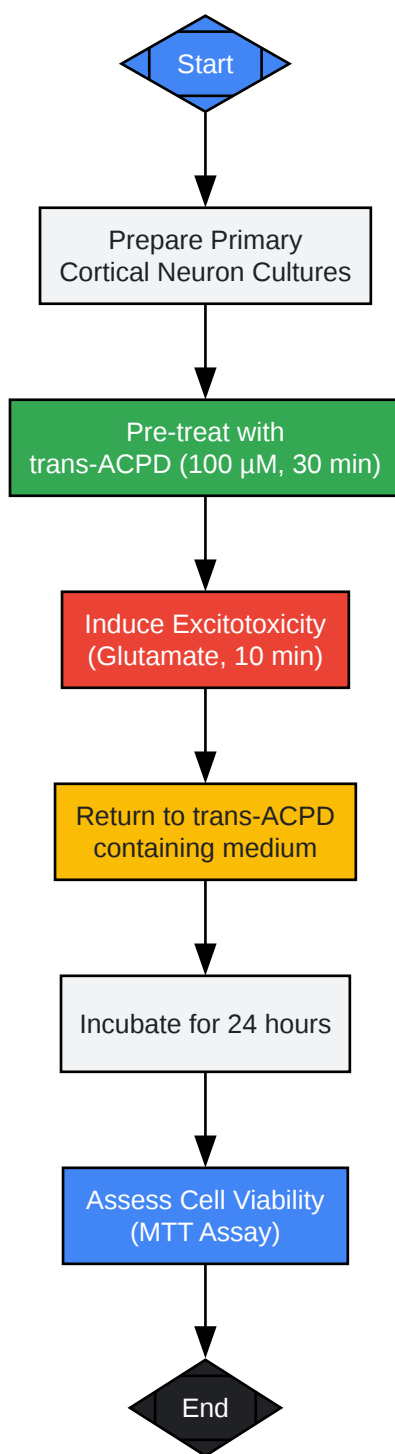 Start
Prepare Primary
Cortical Neuron Cultures
Pre-treat with
trans-ACPD (100 µM, 30 min)
Induce Excitotoxicity
(Glutamate, 10 min)
Return to trans-ACPD
containing medium
Incubate for 24 hours
Assess Cell Viability
(MTT Assay)
End